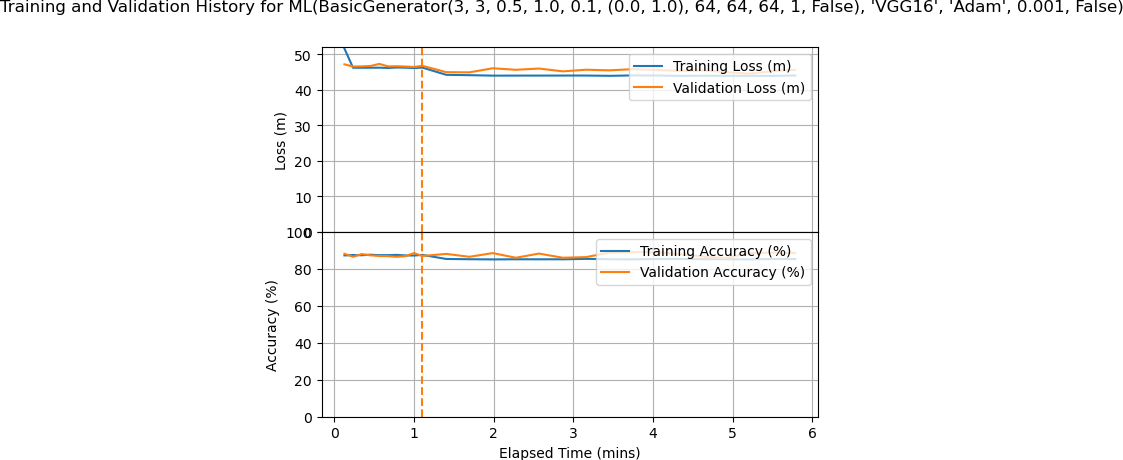 Training and Validation History for ML(BasicGenerator(3, 3, 0.5, 1.0, 0.1, (0.0, 1.0), 64, 64, 64, 1, False), 'VGG16', 'Adam', 0.001, False)
50
40
30
20
10
0
Loss (m)
Training Loss (m)
Validation Loss (m)
100
80
60
40
20
0
Accuracy (%)
Training Accuracy (%)
Validation Accuracy (%)
0 1 2 3 4 5 6
Elapsed Time (mins)